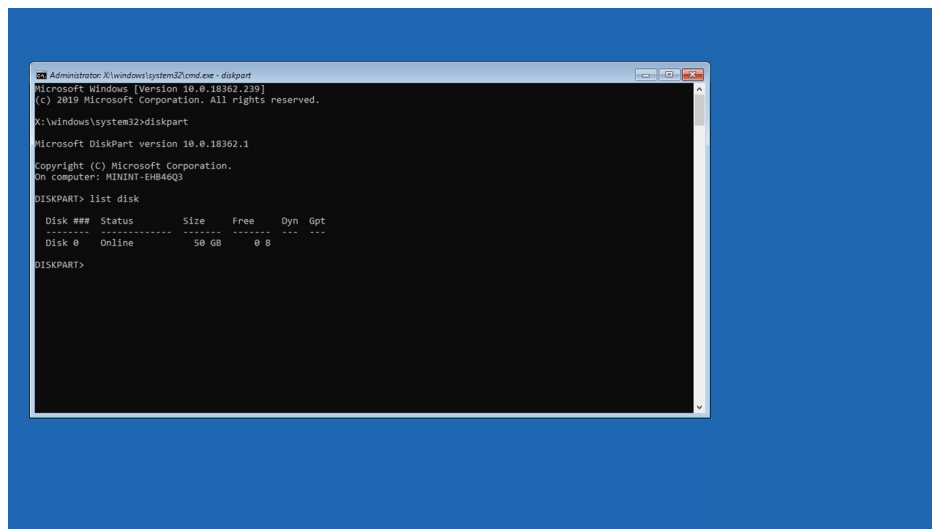 Administrator: X:\windows\system32\cmd.exe - diskpart
Microsoft Windows [Version 10.0.18362.239]
(c) 2019 Microsoft Corporation. All rights reserved.
X:\windows\system32>diskpart
Microsoft DiskPart version 10.0.18362.1
Copyright (C) Microsoft Corporation.
On computer: MININT-EHB46Q3
DISKPART> list disk
Disk ### Status Size Free Dyn Gpt
-------- ------------- ------- ------- --- ---
Disk 0 Online 50 GB 0 B
DISKPART>